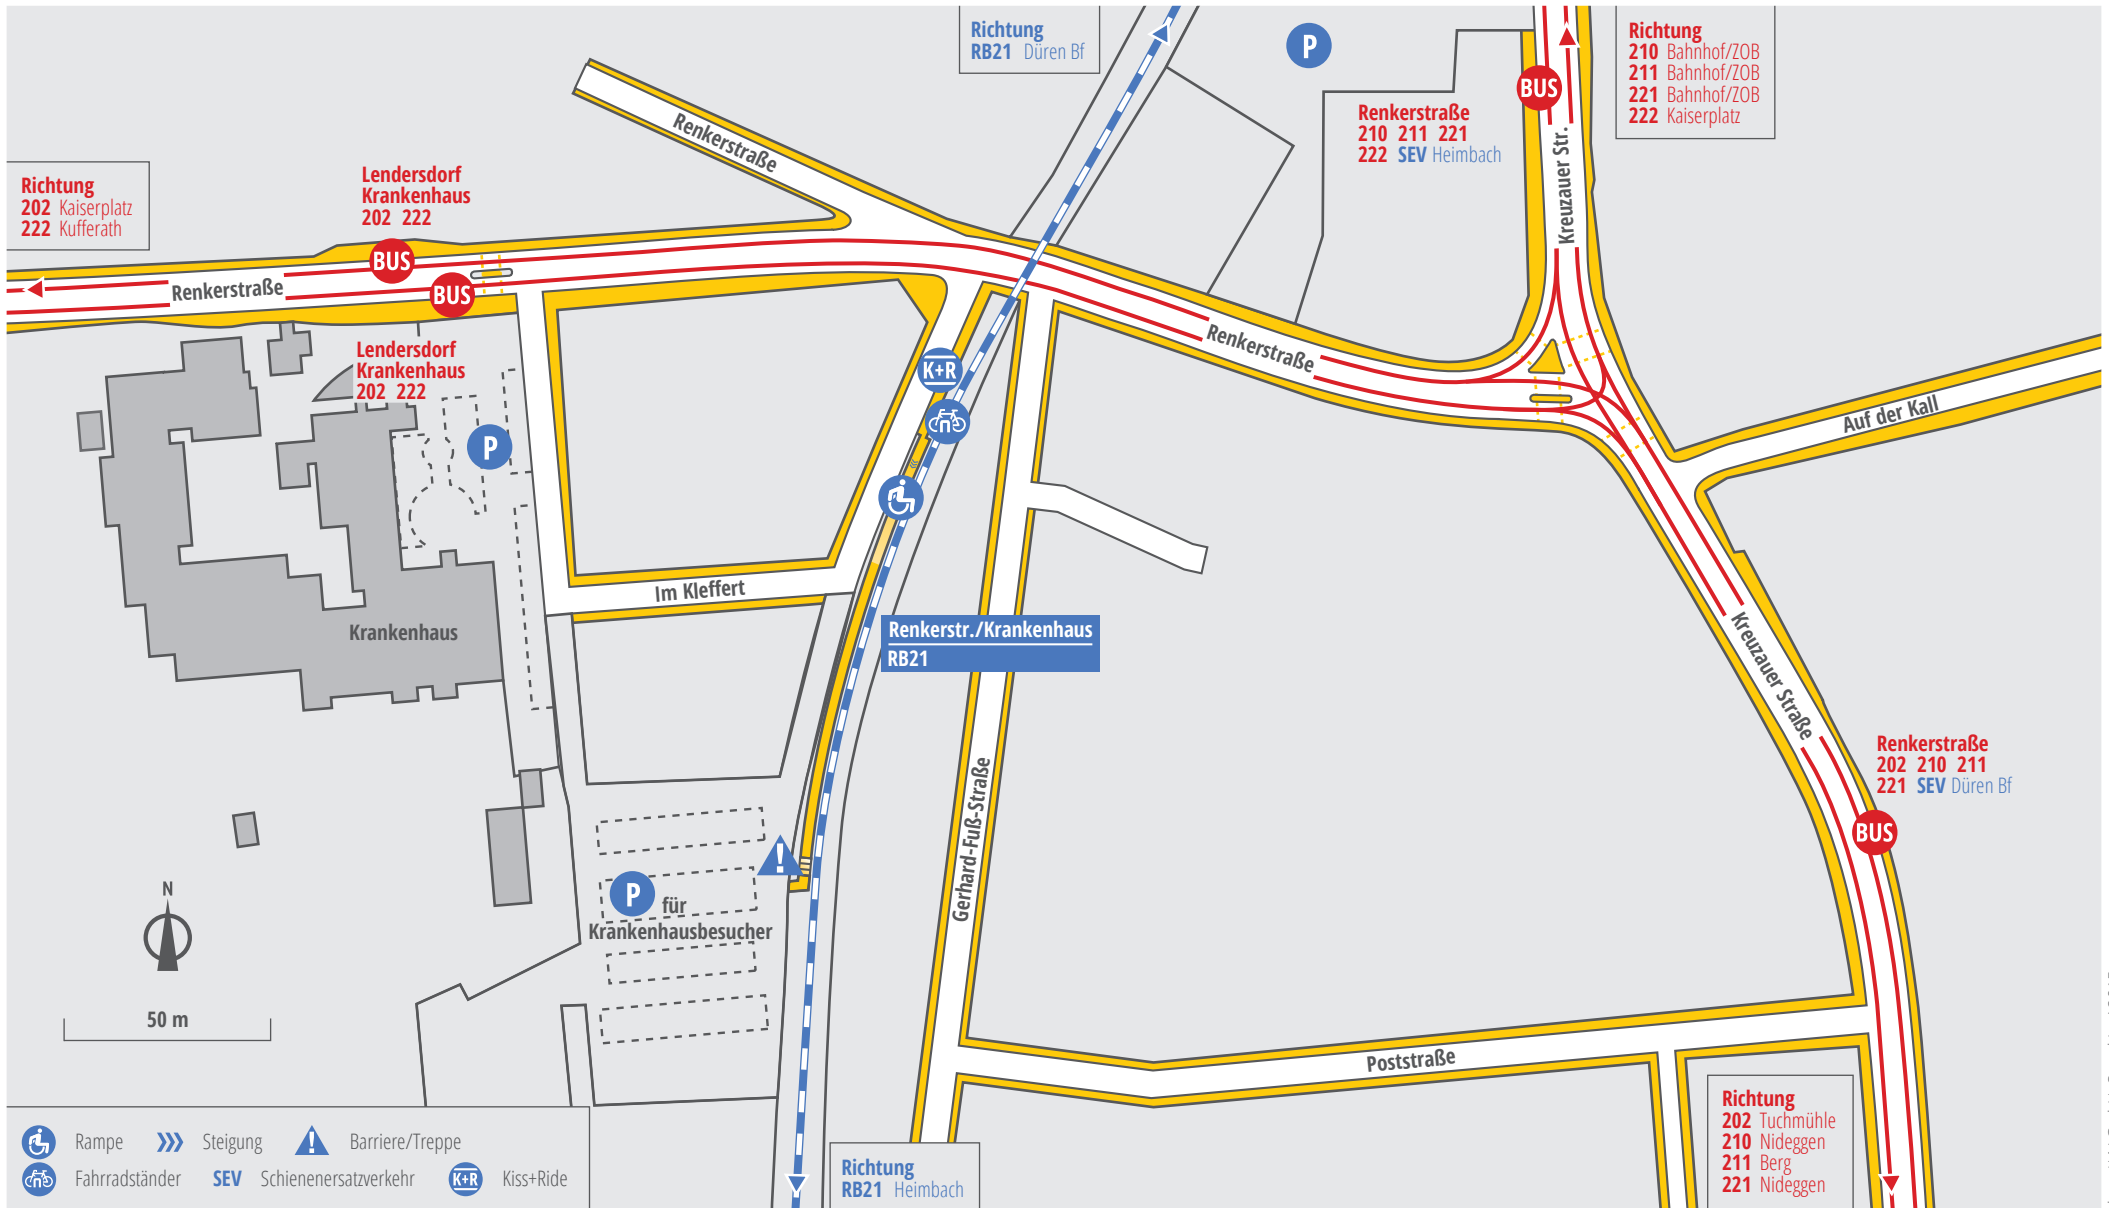 Richtung
RB21 Düren Bf
P
Richtung
210 Bahnhof/ZOB
211 Bahnhof/ZOB
221 Bahnhof/ZOB
222 Kaiserplatz
BUS
Renkerstraße
210 211 221
222 SEV Heimbach
Kreuzauer Str.
Renkerstraße
Richtung
202 Kaiserplatz
222 Kufferath
Lendersdorf
Krankenhaus
202 222
BUS
BUS
Renkerstraße
Lendersdorf
Krankenhaus
202 222
Renkerstraße
K+R
P
Auf der Kall
Im Kleffert
Krankenhaus
Renkerstr./Krankenhaus
RB21
Kreuzauer Straße
Renkerstraße
202 210 211
221 SEV Düren Bf
BUS
Gerhard-Fuß-Straße
!
P für
Krankenhausbesucher
N
50 m
Poststraße
Richtung
202 Tuchmühle
210 Nideggen
211 Berg
221 Nideggen
Richtung
RB21 Heimbach
Rampe
Steigung
! Barriere/Treppe
Fahrradständer
SEV Schienenersatzverkehr
K+R Kiss+Ride